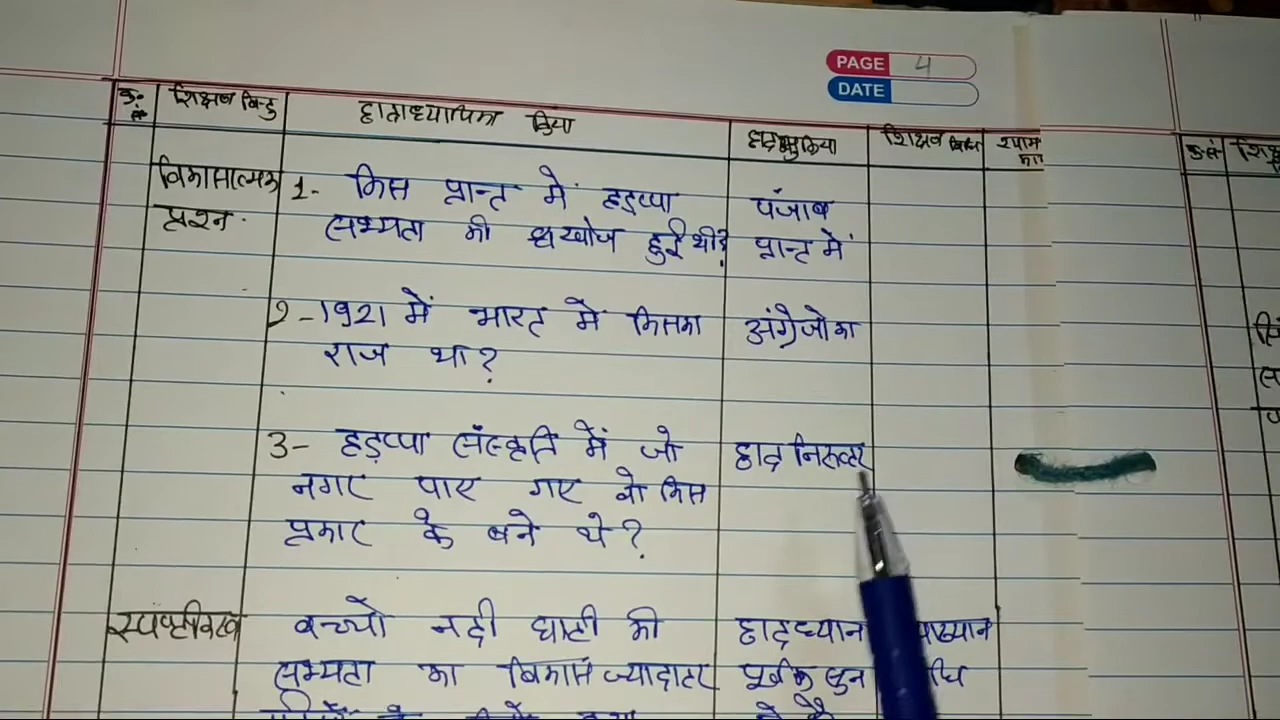 PAGE 4
DATE
क्र.सं. शिक्षण बिन्दु छात्राध्यापिका क्रिया छात्र क्रिया शिक्षण विधि श्याम का क्र.सं.
विकासात्मक प्रश्न.
1- किस प्रान्त में हड़प्पा पंजाब
सभ्यता की खोज हुई थी? प्रान्त में
2- 1921 में भारत में किसका अंग्रेजो का
राज था?
3- हड़प्पा संस्कृति में जो छात्र निरुत्तर
नगर पाए गए वो किस
प्रकार के बने थे?
स्पष्टीकरण बच्चों नदी घाटी की छात्र ध्यान
सभ्यता का विकास ज्यादातर पूर्वक सुन